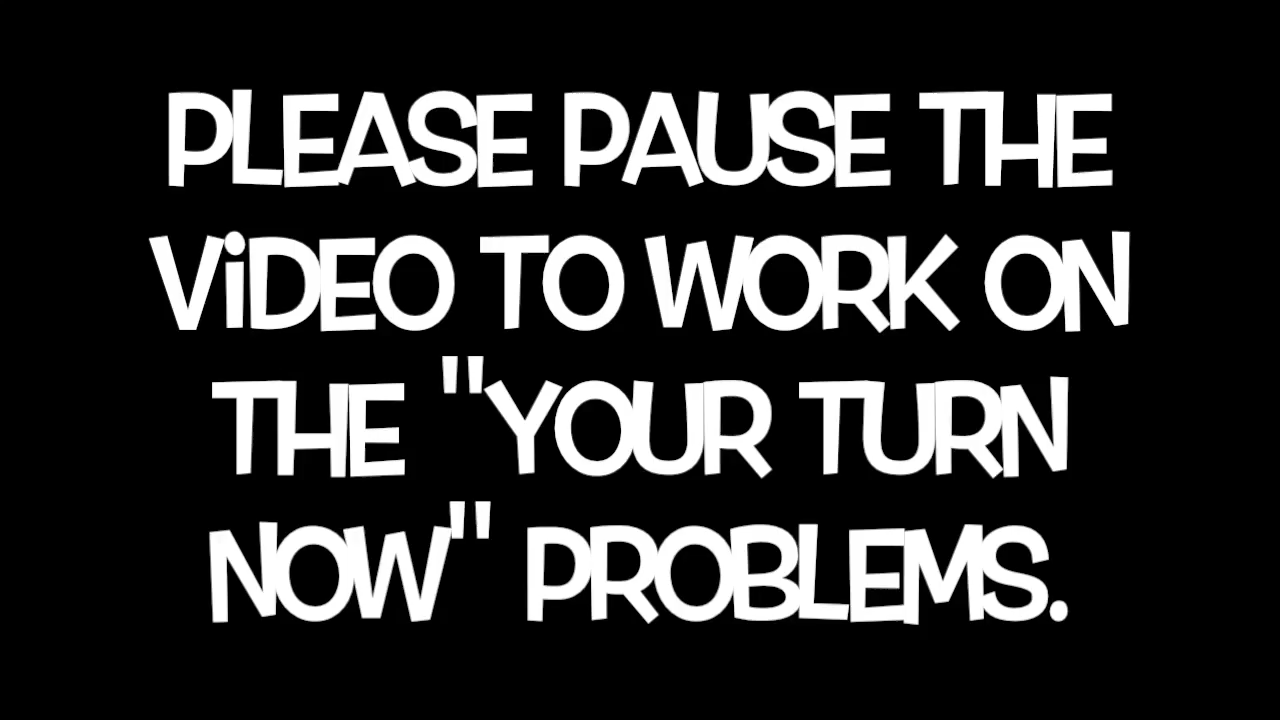 PLEASE PAUSE THE
ViDEO TO WORK ON
THE "YOUR TURN
NOW" PROBLEMS.